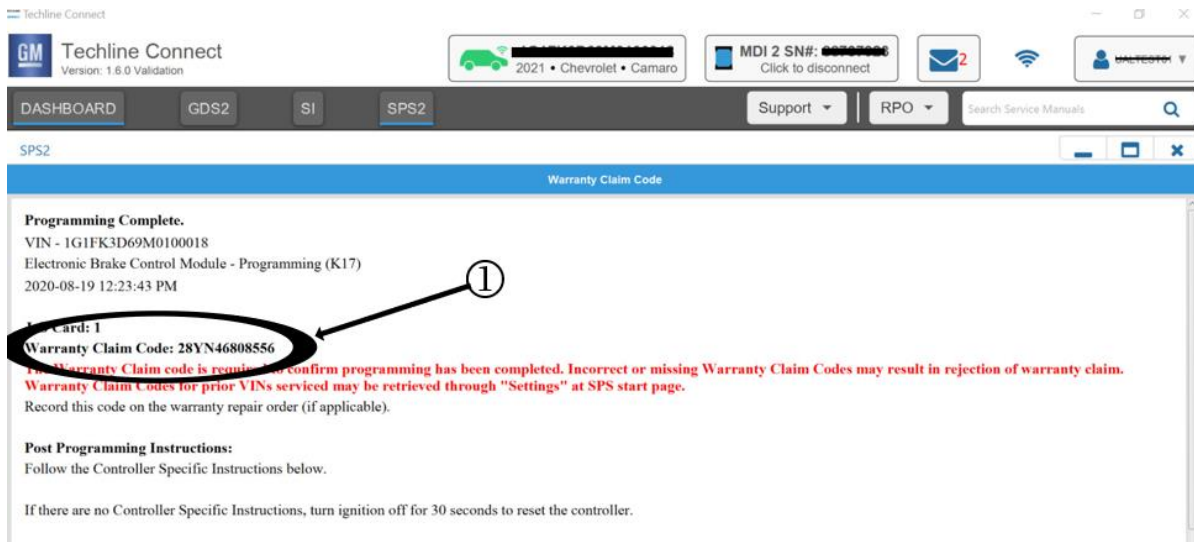 Techline Connect
GM
Techline Connect
Version: 1.6.0 Validation
2021 • Chevrolet • Camaro
MDI 2 SN#:
Click to disconnect
2
DASHBOARD
GDS2
SI
SPS2
Support
RPO
Search Service Manuals
SPS2
Warranty Claim Code
Programming Complete.
VIN - 1G1FK3D69M0100018
Electronic Brake Control Module - Programming (K17)
2020-08-19 12:23:43 PM
①
Card: 1
Warranty Claim Code: 28YN46808556
The Warranty Claim code is required to confirm programming has been completed. Incorrect or missing Warranty Claim Codes may result in rejection of warranty claim.
Warranty Claim Codes for prior VINs serviced may be retrieved through "Settings" at SPS start page.
Record this code on the warranty repair order (if applicable).
Post Programming Instructions:
Follow the Controller Specific Instructions below.
If there are no Controller Specific Instructions, turn ignition off for 30 seconds to reset the controller.